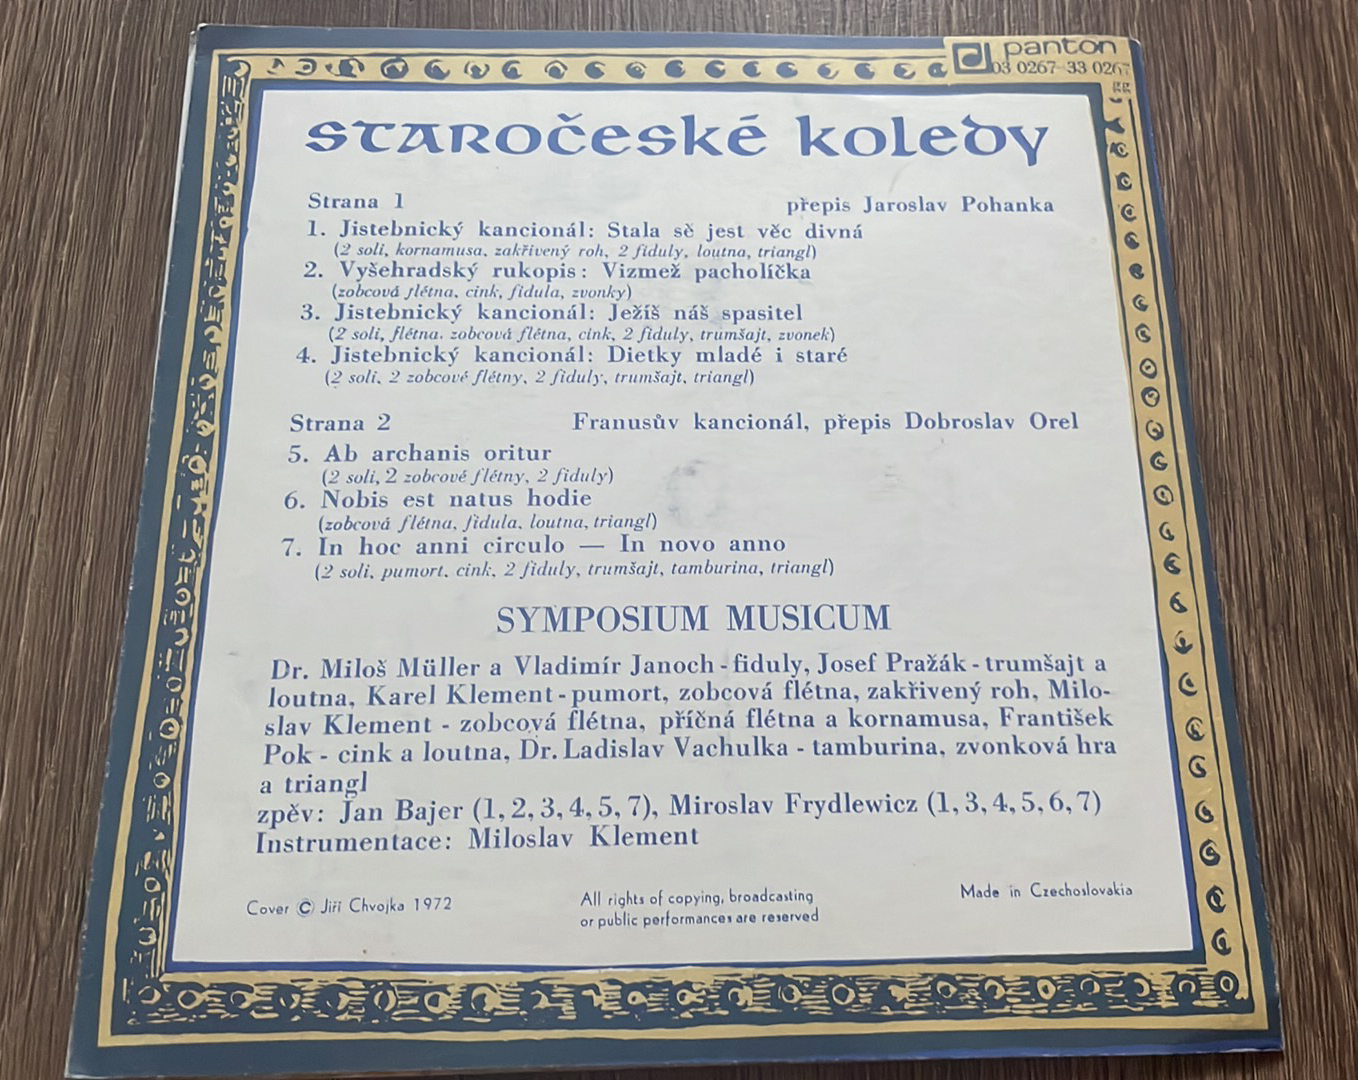 panton
03 0267 33 0267
staročeské koledy
Strana 1
přepis Jaroslav Pohanka
1. Jistebnický kancionál: Stala sě jest věc divná
(2 soli, kornamusa, zakřivený roh, 2 fiduly, loutna, triangl)
2. Vyšehradský rukopis: Vizmež pacholíčka
(zobcová flétna, cink, fidula, zvonky)
3. Jistebnický kancionál: Ježíš náš spasitel
(2 soli, flétna, zobcová flétna, cink, 2 fiduly, trumšajt, zvonek)
4. Jistebnický kancionál: Dietky mladé i staré
(2 soli, 2 zobcové flétny, 2 fiduly, trumšajt, triangl)
Strana 2
Franusův kancionál, přepis Dobroslav Orel
5. Ab archanis oritur
(2 soli, 2 zobcové flétny, 2 fiduly)
6. Nobis est natus hodie
(zobcová flétna, fidula, loutna, triangl)
7. In hoc anni circulo — In novo anno
(2 soli, pumort, cink, 2 fiduly, trumšajt, tamburina, triangl)
SYMPOSIUM MUSICUM
Dr. Miloš Müller a Vladimír Janoch - fiduly, Josef Pražák - trumšajt a
loutna, Karel Klement - pumort, zobcová flétna, zakřivený roh, Milo-
slav Klement - zobcová flétna, příčná flétna a kornamusa, František
Pok - cink a loutna, Dr. Ladislav Vachulka - tamburina, zvonková hra
a triangl
zpěv: Jan Bajer (1, 2, 3, 4, 5, 7), Miroslav Frydlewicz (1, 3, 4, 5, 6, 7)
Instrumentace: Miloslav Klement
Cover © Jiří Chvojka 1972
All rights of copying, broadcasting
or public performances are reserved
Made in Czechoslovakia